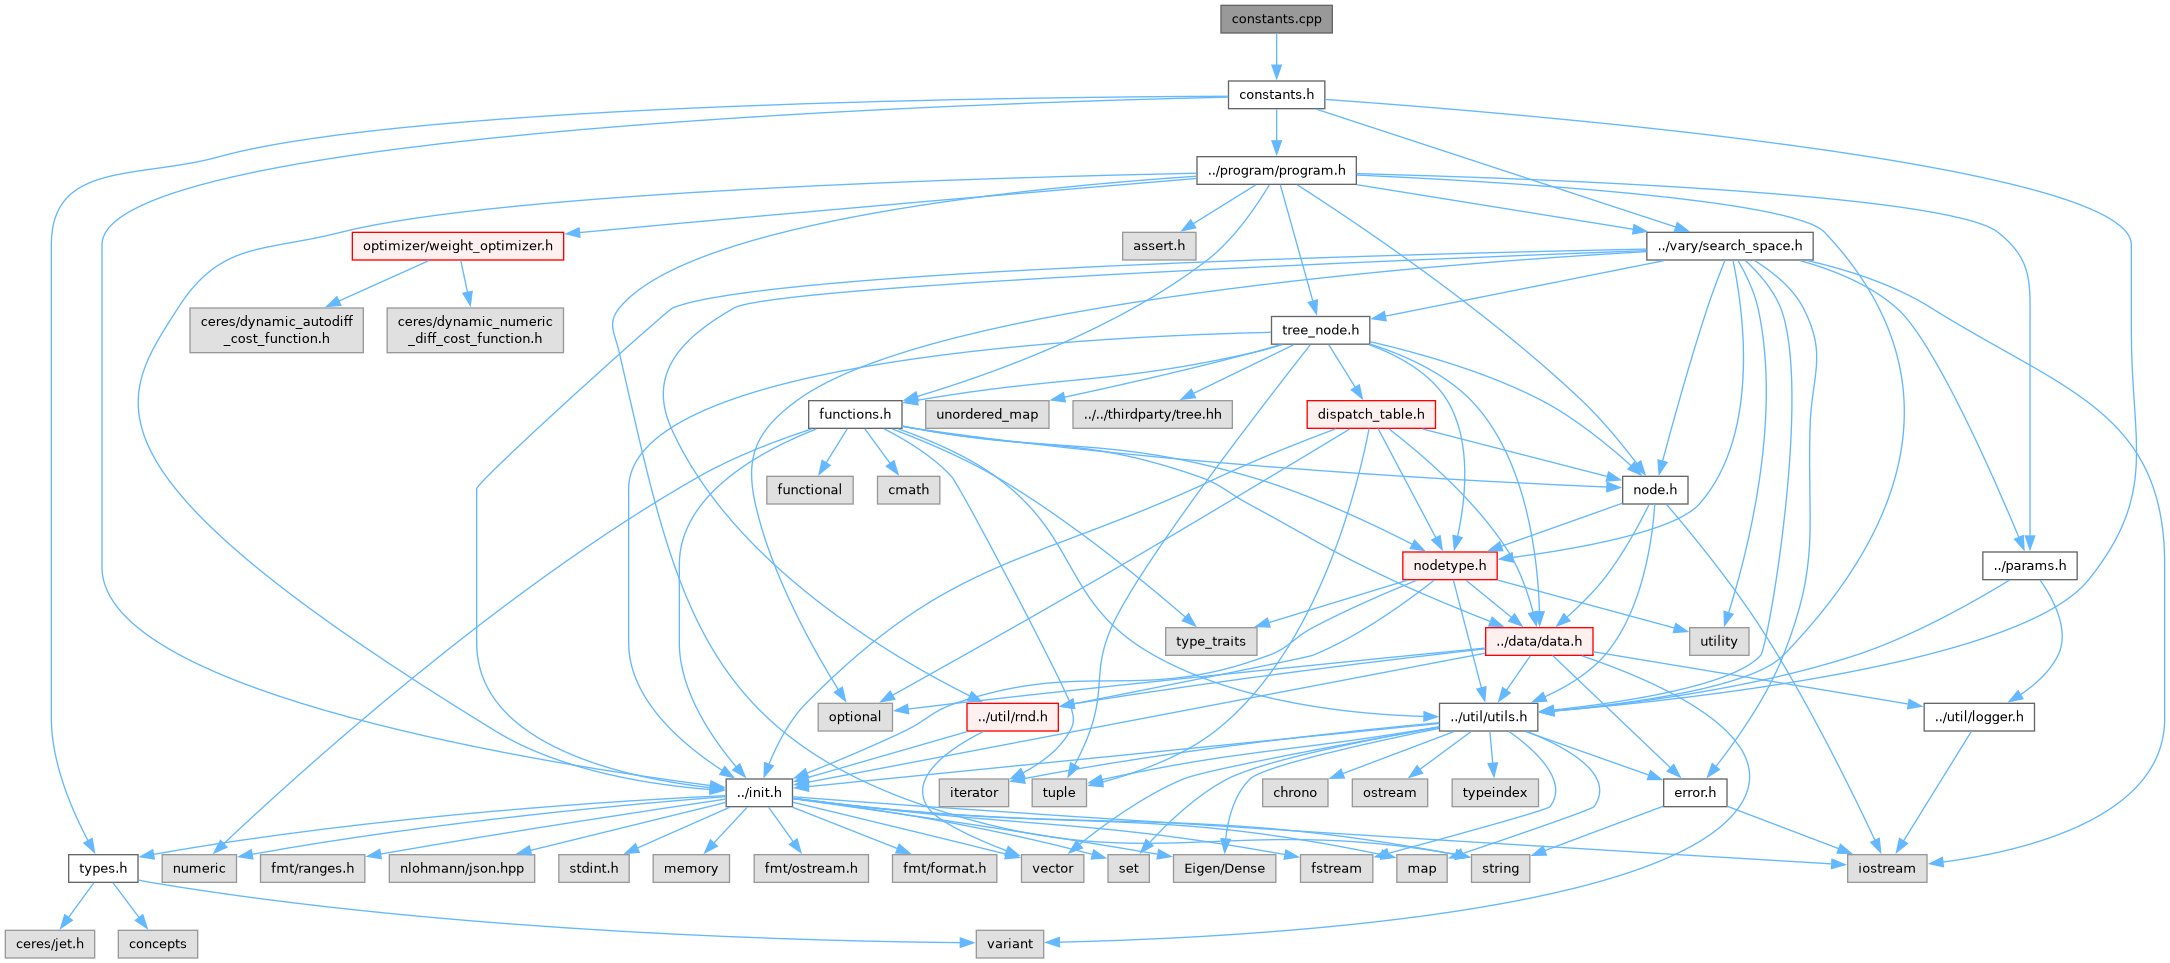 constants.cpp
constants.h
../program/program.h
optimizer/weight_optimizer.h
assert.h
../vary/search_space.h
ceres/dynamic_autodiff
_cost_function.h
ceres/dynamic_numeric
_diff_cost_function.h
tree_node.h
functions.h
unordered_map
../../thirdparty/tree.hh
dispatch_table.h
functional
cmath
node.h
nodetype.h
../params.h
type_traits
../data/data.h
utility
optional
../util/rnd.h
../util/utils.h
../util/logger.h
../init.h
iterator
tuple
chrono
ostream
typeindex
error.h
types.h
numeric
fmt/ranges.h
nlohmann/json.hpp
stdint.h
memory
fmt/ostream.h
fmt/format.h
vector
set
Eigen/Dense
fstream
map
string
iostream
ceres/jet.h
concepts
variant